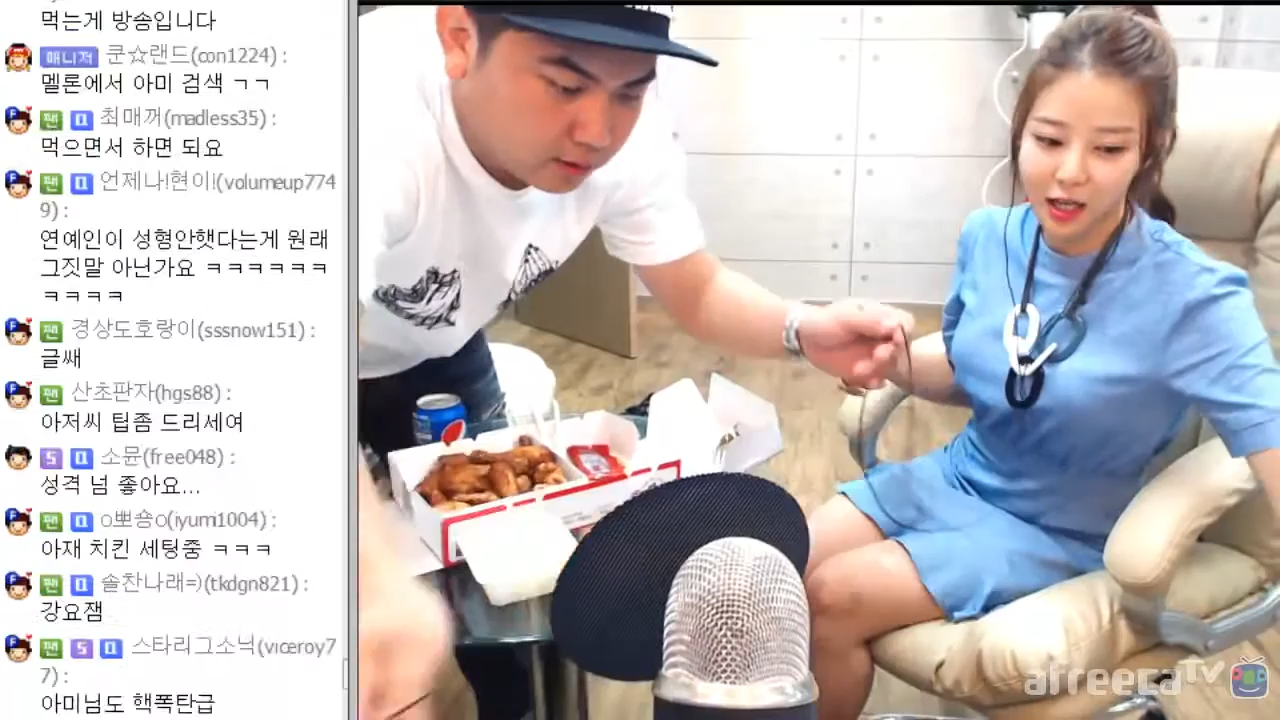 먹는게 방송입니다
매니저 쿤☆랜드(con1224) :
멜론에서 아미 검색 ㄱㄱ
팬 최매꺼(madless35) :
먹으면서 하면 되요
팬 언제나!현이!(volumeup774
9) :
연예인이 성형안햇다는게 원래
그짓말 아닌가요 ㅋㅋㅋㅋㅋㅋ
ㅋㅋㅋㅋ
팬 경상도호랑이(sssnow151) :
글쌔
팬 산초판자(hgs88) :
아저씨 팁좀 드리세여
S 소뮨(free048) :
성격 넘 좋아요...
팬 o뽀숑o(iyumi1004) :
아재 치킨 세팅중 ㅋㅋㅋ
팬 솔찬나래=)(tkdgn821) :
강요잼
팬 S 스타리그소닉(viceroy7
7) :
아미님도 핵폭탄급
afreecaTV